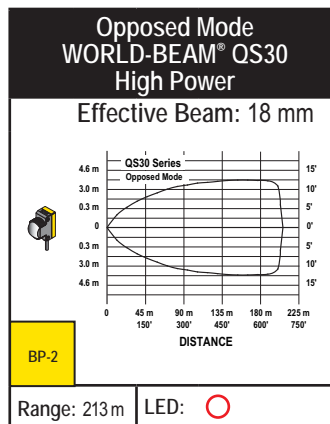 Opposed Mode
WORLD-BEAM® QS30
High Power
Effective Beam: 18 mm
QS30 Series
Opposed Mode
4.6 m 15'
3.0 m 10'
0.3 m 5'
0 0
0.3 m 5'
3.0 m 10'
4.6 m 15'
0 45 m 90 m 135 m 180 m 225 m
150' 300' 450' 600' 750'
DISTANCE
BP-2
Range: 213 m LED: